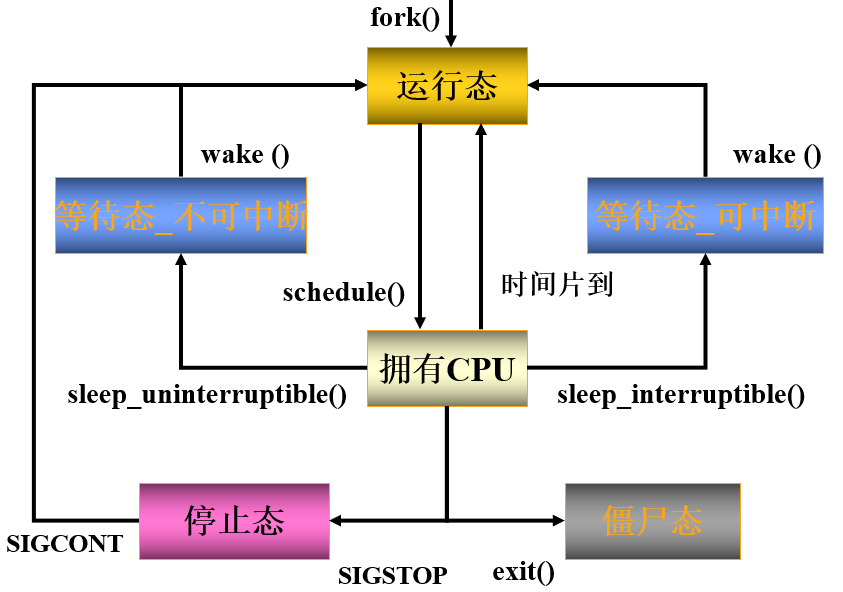 fork()
运行态
wake ()
wake ()
等待态_不可中断
等待态_可中断
schedule()
时间片到
拥有CPU
sleep_uninterruptible()
sleep_interruptible()
停止态
僵尸态
SIGCONT
SIGSTOP
exit()